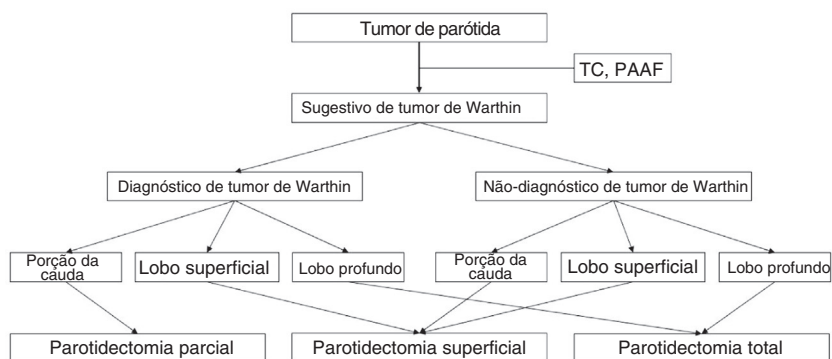 Tumor de parótida
TC, PAAF
Sugestivo de tumor de Warthin
Diagnóstico de tumor de Warthin
Não-diagnóstico de tumor de Warthin
Porção da
cauda
Lobo superficial
Lobo profundo
Porção da
cauda
Lobo superficial
Lobo profundo
Parotidectomia parcial
Parotidectomia superficial
Parotidectomia total